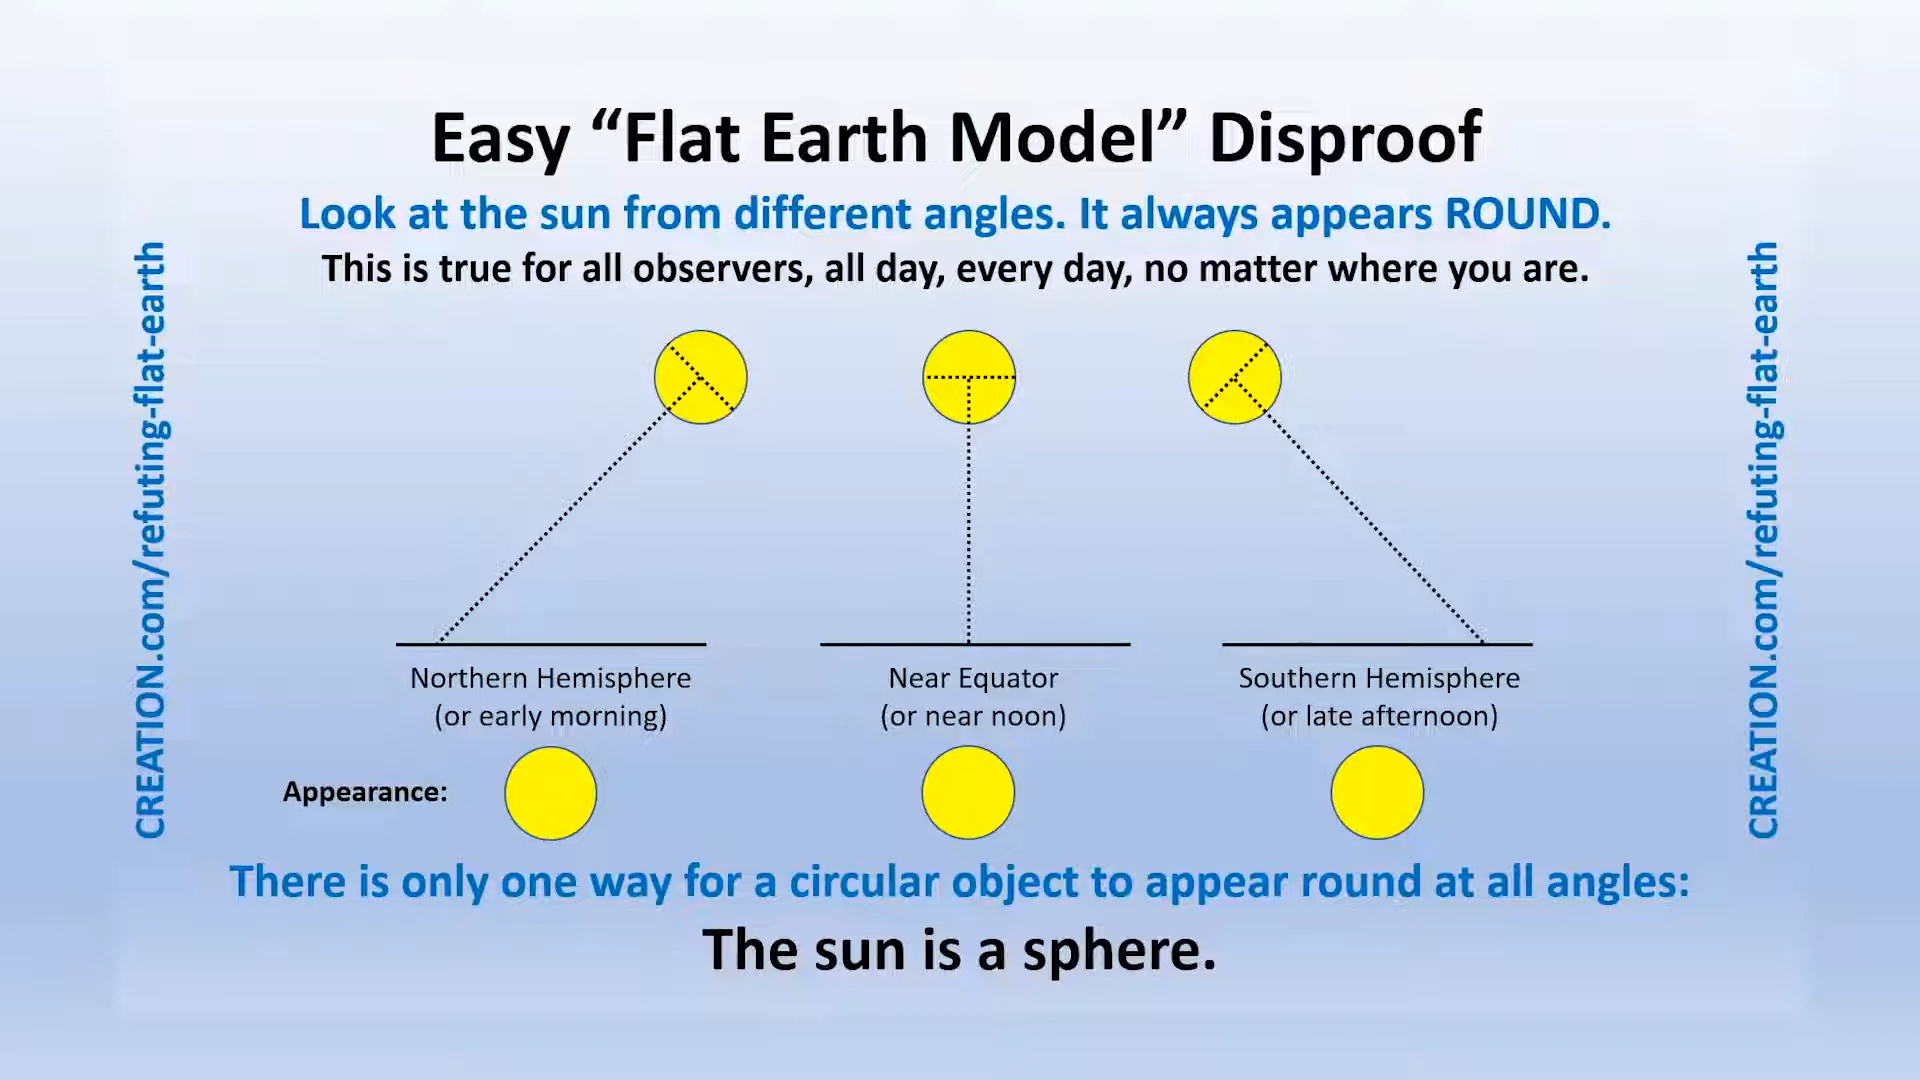 Easy “Flat Earth Model” Disproof
Look at the sun from different angles. It always appears ROUND.
This is true for all observers, all day, every day, no matter where you are.
CREATION.com/refuting-flat-earth
CREATION.com/refuting-flat-earth
Northern Hemisphere
(or early morning)
Near Equator
(or near noon)
Southern Hemisphere
(or late afternoon)
Appearance:
There is only one way for a circular object to appear round at all angles:
The sun is a sphere.